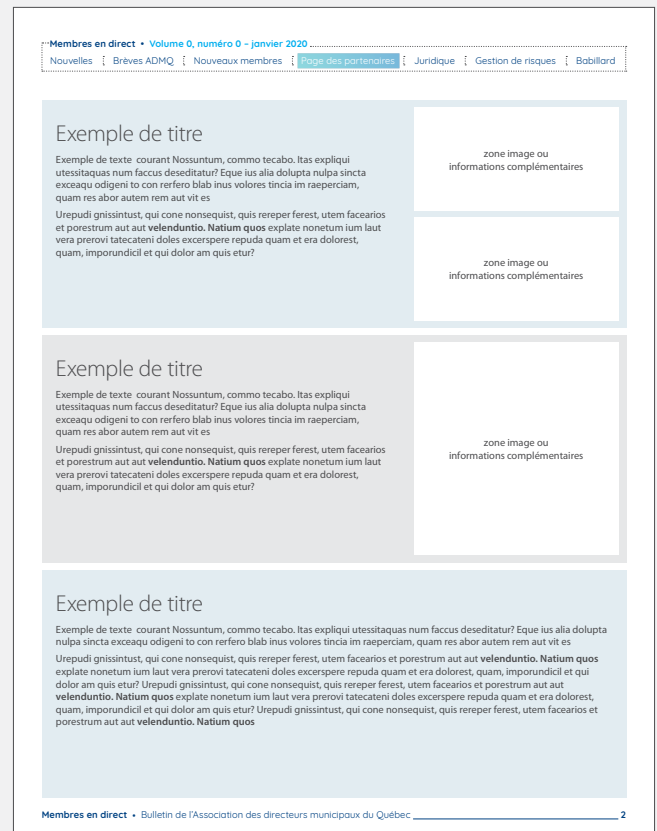 Membres en direct • Volume 0, numéro 0 – janvier 2020
Nouvelles Brèves ADMQ Nouveaux membres Page des partenaires Juridique Gestion de risques Babillard
Exemple de titre
Exemple de texte courant Nossuntum, commo tecabo. Itas expliqui
utessitaquas num faccus deseditatur? Eque ius alia dolupta nulpa sincta
exceaqu odigeni to con rerfero blab inus volores tincia im raeperciam,
quam res abor autem rem aut vit es
Urepudi gnissintust, qui cone nonsequist, quis rereper ferest, utem facearios
et porestrum aut aut velenduntio. Natium quos explate nonetum ium laut
vera prerovi tatecateni doles excerspere repuda quam et era dolorest,
quam, imporundicil et qui dolor am quis etur?
zone image ou
informations complémentaires
zone image ou
informations complémentaires
Exemple de titre
Exemple de texte courant Nossuntum, commo tecabo. Itas expliqui
utessitaquas num faccus deseditatur? Eque ius alia dolupta nulpa sincta
exceaqu odigeni to con rerfero blab inus volores tincia im raeperciam,
quam res abor autem rem aut vit es
Urepudi gnissintust, qui cone nonsequist, quis rereper ferest, utem facearios
et porestrum aut aut velenduntio. Natium quos explate nonetum ium laut
vera prerovi tatecateni doles excerspere repuda quam et era dolorest,
quam, imporundicil et qui dolor am quis etur?
zone image ou
informations complémentaires
Exemple de titre
Exemple de texte courant Nossuntum, commo tecabo. Itas expliqui utessitaquas num faccus deseditatur? Eque ius alia dolupta
nulpa sincta exceaqu odigeni to con rerfero blab inus volores tincia im raeperciam, quam res abor autem rem aut vit es
Urepudi gnissintust, qui cone nonsequist, quis rereper ferest, utem facearios et porestrum aut aut velenduntio. Natium quos
explate nonetum ium laut vera prerovi tatecateni doles excerspere repuda quam et era dolorest, quam, imporundicil et qui
dolor am quis etur? Urepudi gnissintust, qui cone nonsequist, quis rereper ferest, utem facearios et porestrum aut aut
velenduntio. Natium quos explate nonetum ium laut vera prerovi tatecateni doles excerspere repuda quam et era dolorest,
quam, imporundicil et qui dolor am quis etur? Urepudi gnissintust, qui cone nonsequist, quis rereper ferest, utem facearios et
porestrum aut aut velenduntio. Natium quos
Membres en direct • Bulletin de l'Association des directeurs municipaux du Québec 2